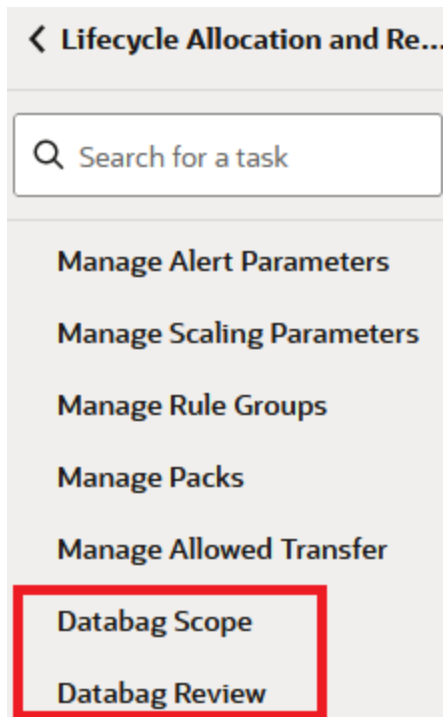 Lifecycle Allocation and Re...
Search for a task
Manage Alert Parameters
Manage Scaling Parameters
Manage Rule Groups
Manage Packs
Manage Allowed Transfer
Databag Scope
Databag Review